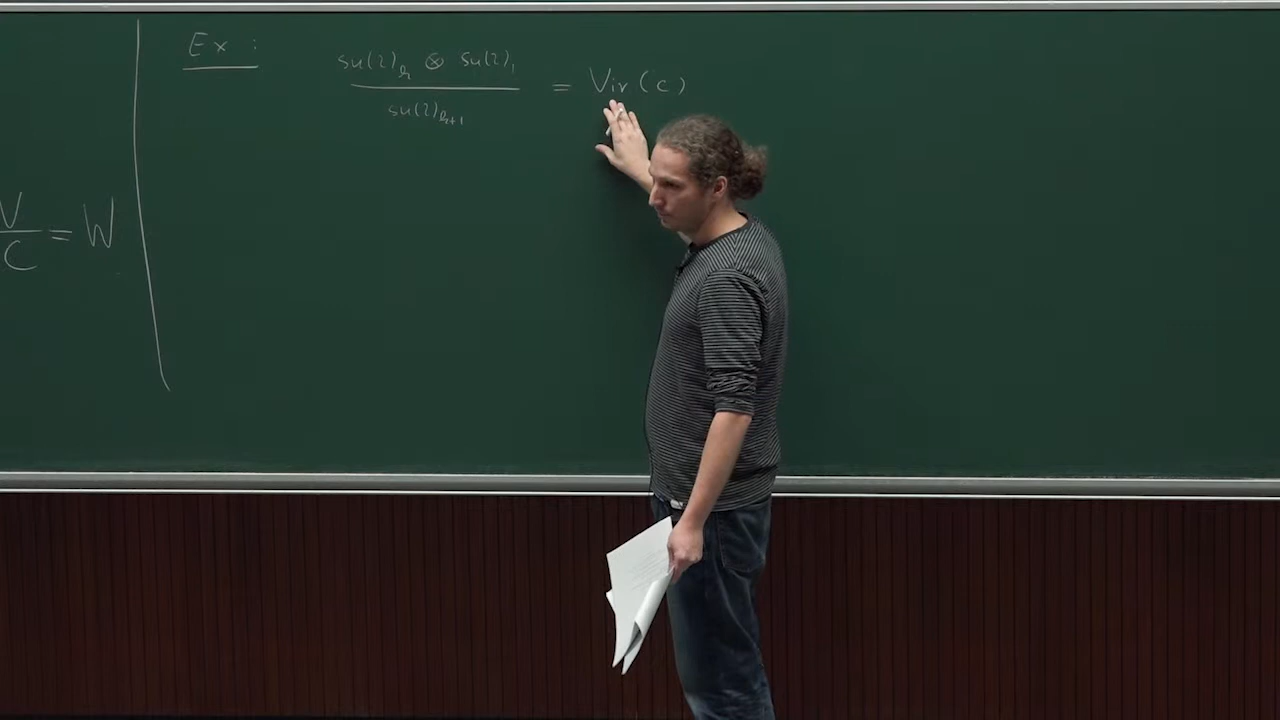 Ex :
su(2)_k ⊗ su(2)_1
su(2)_{k+1}
= Vir(c)
V
C
= W